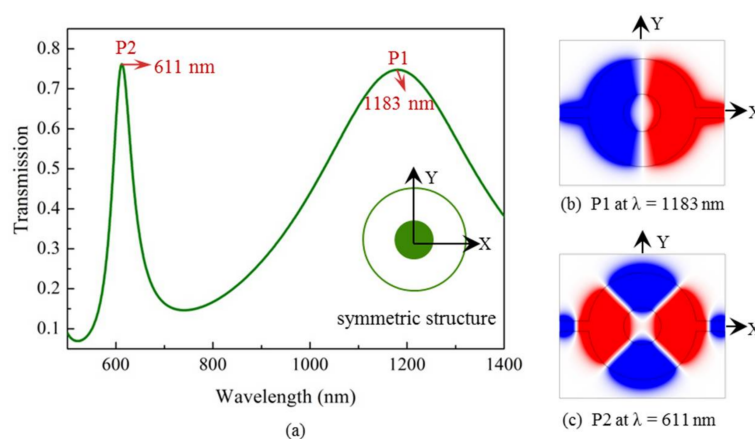 P2
611 nm
P1
1183 nm
0.8
0.7
0.6
0.5
0.4
0.3
0.2
0.1
Transmission
Y
X
symmetric structure
600
800
1000
1200
1400
Wavelength (nm)
(a)
Y
X
(b) P1 at λ = 1183 nm
Y
X
(c) P2 at λ = 611 nm